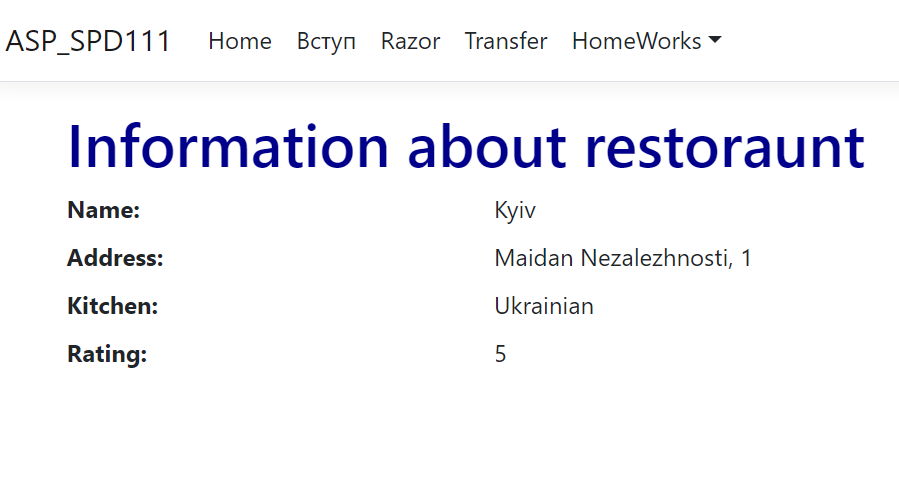 ASP_SPD111 Home Вступ Razor Transfer HomeWorks
Information about restoraunt
Name: Kyiv
Address: Maidan Nezalezhnosti, 1
Kitchen: Ukrainian
Rating: 5